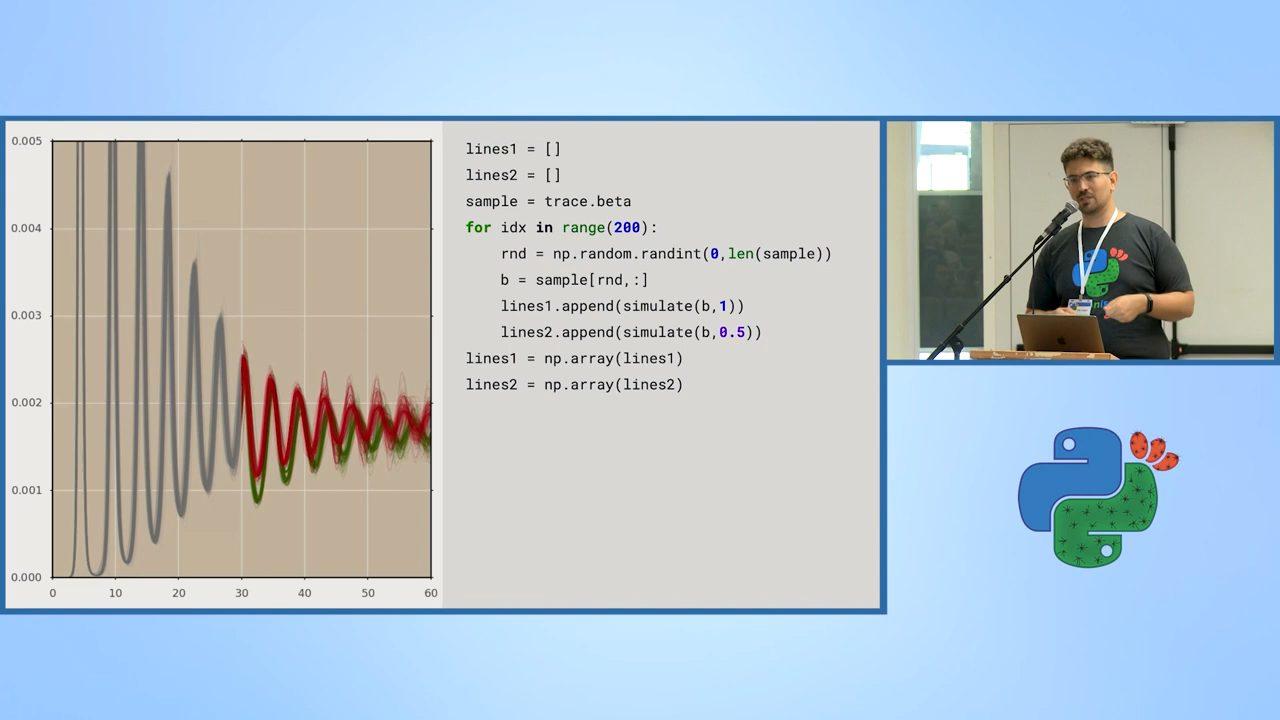 0.005
0.004
0.003
0.002
0.001
0.000
0
10
20
30
40
50
60
lines1 = []
lines2 = []
sample = trace.beta
for idx in range(200):
rnd = np.random.randint(0,len(sample))
b = sample[rnd,:]
lines1.append(simulate(b,1))
lines2.append(simulate(b,0.5))
lines1 = np.array(lines1)
lines2 = np.array(lines2)